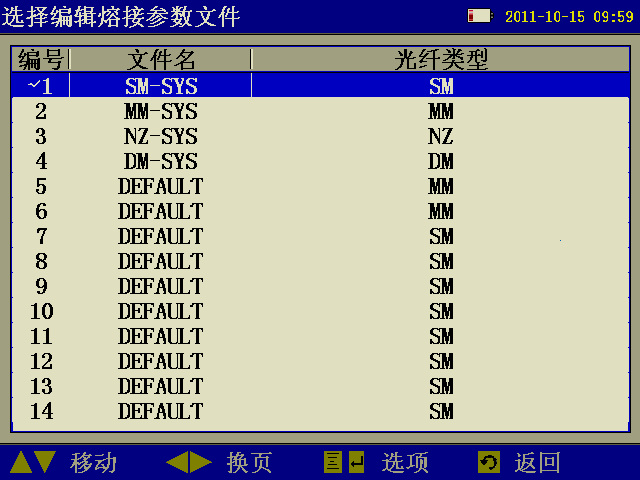 选择编辑熔接参数文件 2011-10-15 09:59
编号 文件名 光纤类型
~1 SM-SYS SM
2 MM-SYS MM
3 NZ-SYS NZ
4 DM-SYS DM
5 DEFAULT MM
6 DEFAULT MM
7 DEFAULT SM
8 DEFAULT SM
9 DEFAULT SM
10 DEFAULT SM
11 DEFAULT SM
12 DEFAULT SM
13 DEFAULT SM
14 DEFAULT SM
移动 换页 选项 返回